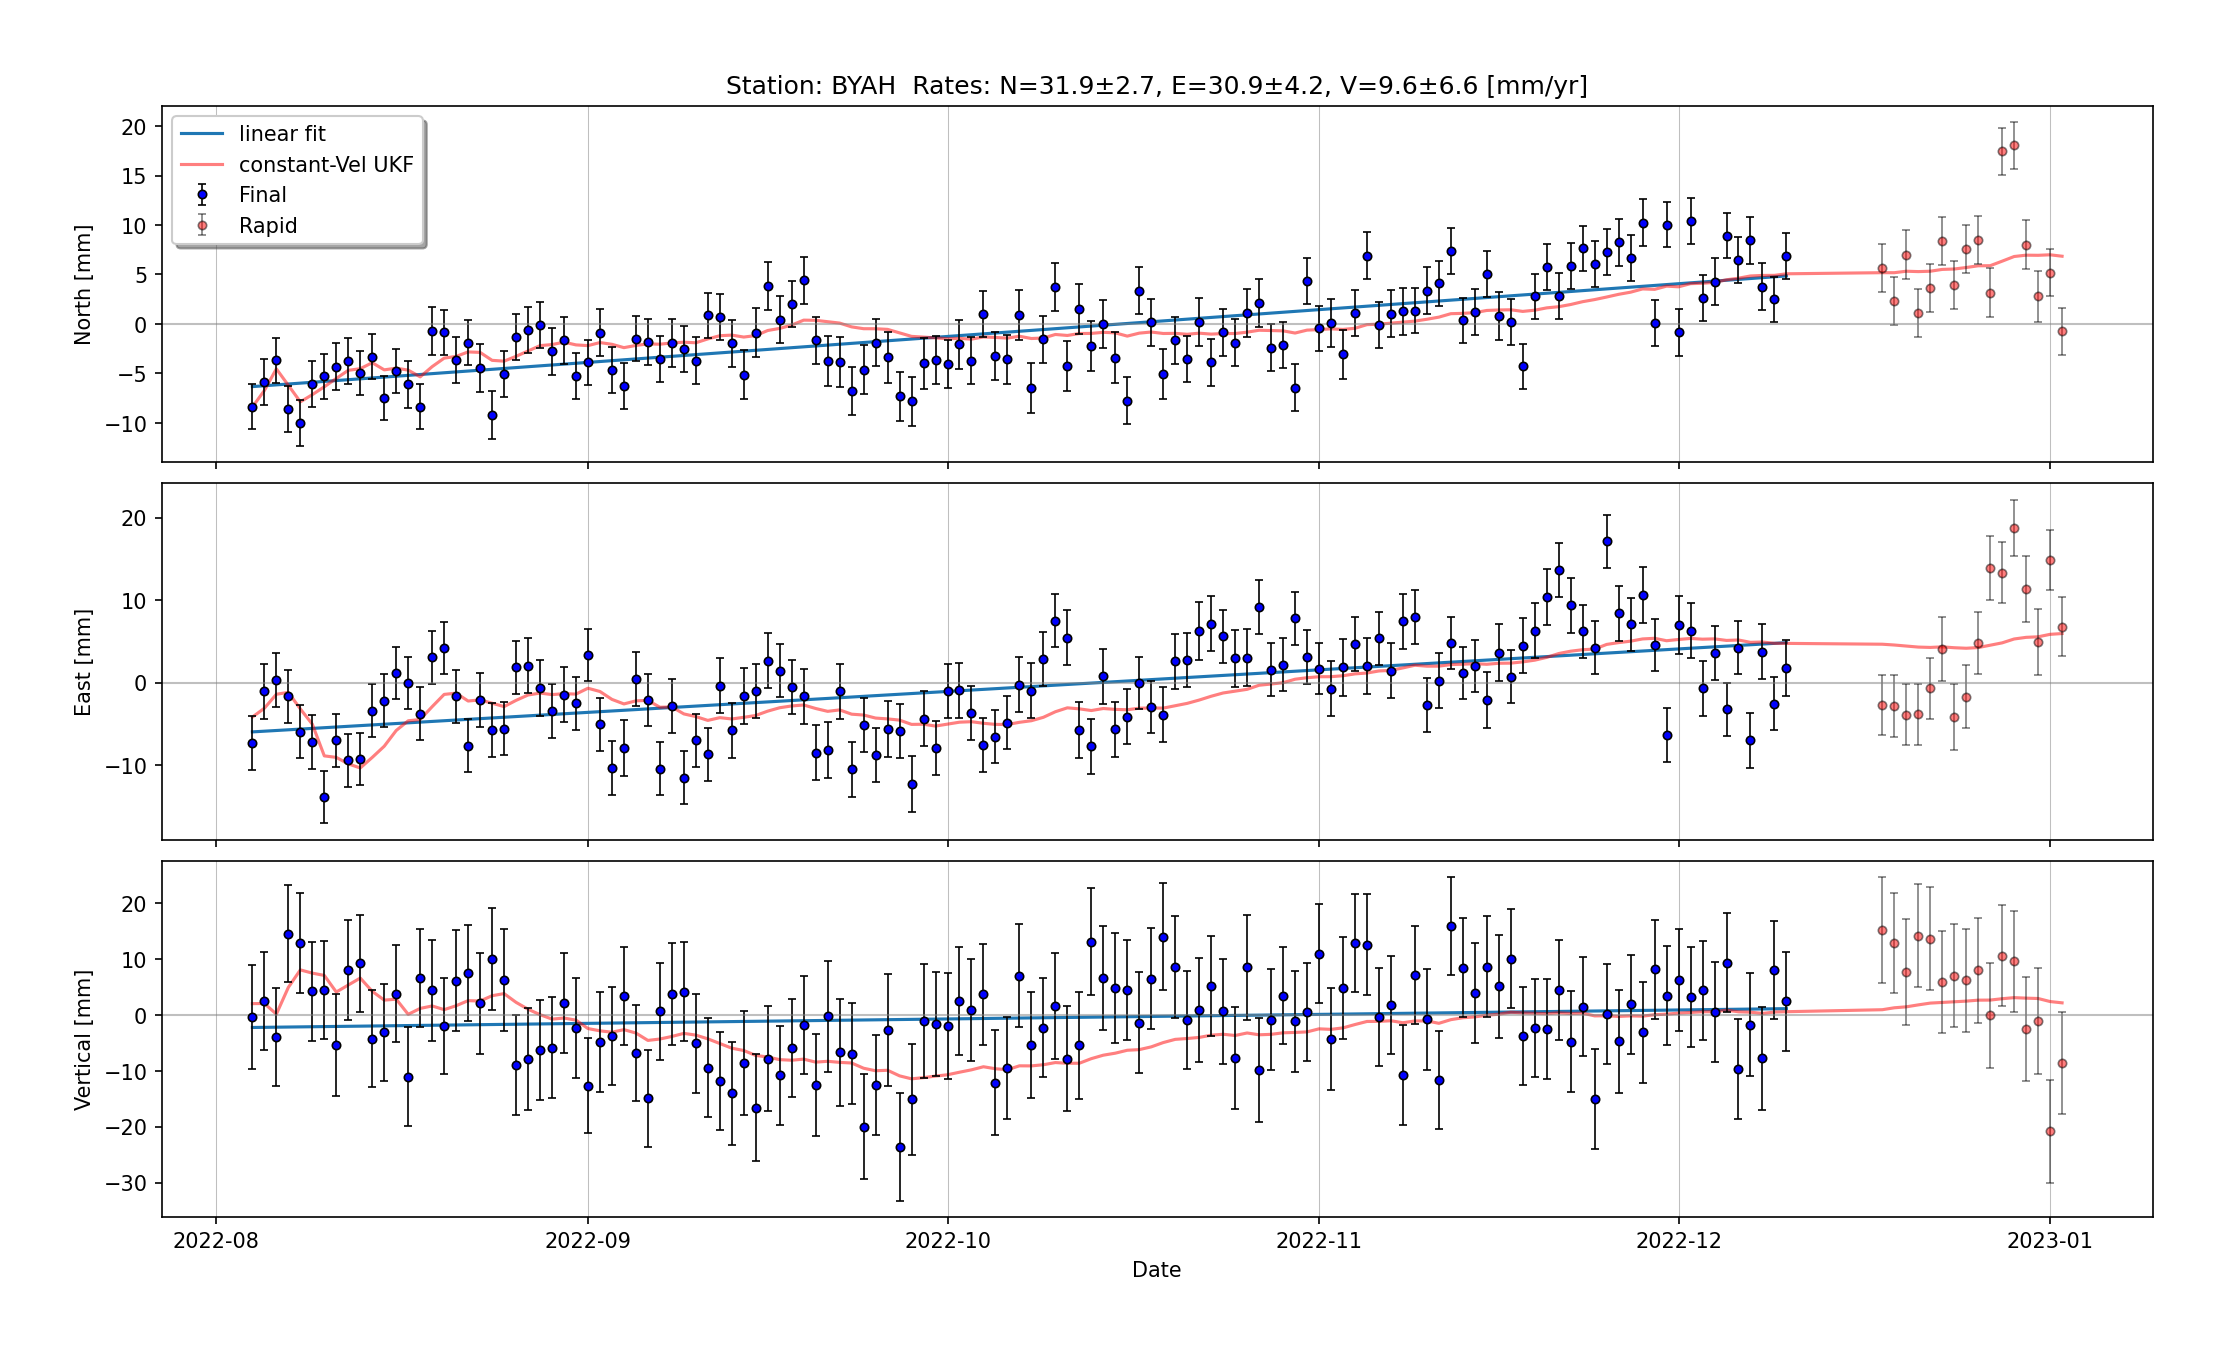 Station: BYAH  Rates: N=31.9±2.7, E=30.9±4.2, V=9.6±6.6 [mm/yr]
linear fit
constant-Vel UKF
Final
Rapid
North [mm]
20
15
10
5
0
−5
−10
East [mm]
20
10
0
−10
Vertical [mm]
20
10
0
−10
−20
−30
2022-08 2022-09 2022-10 2022-11 2022-12 2023-01
Date